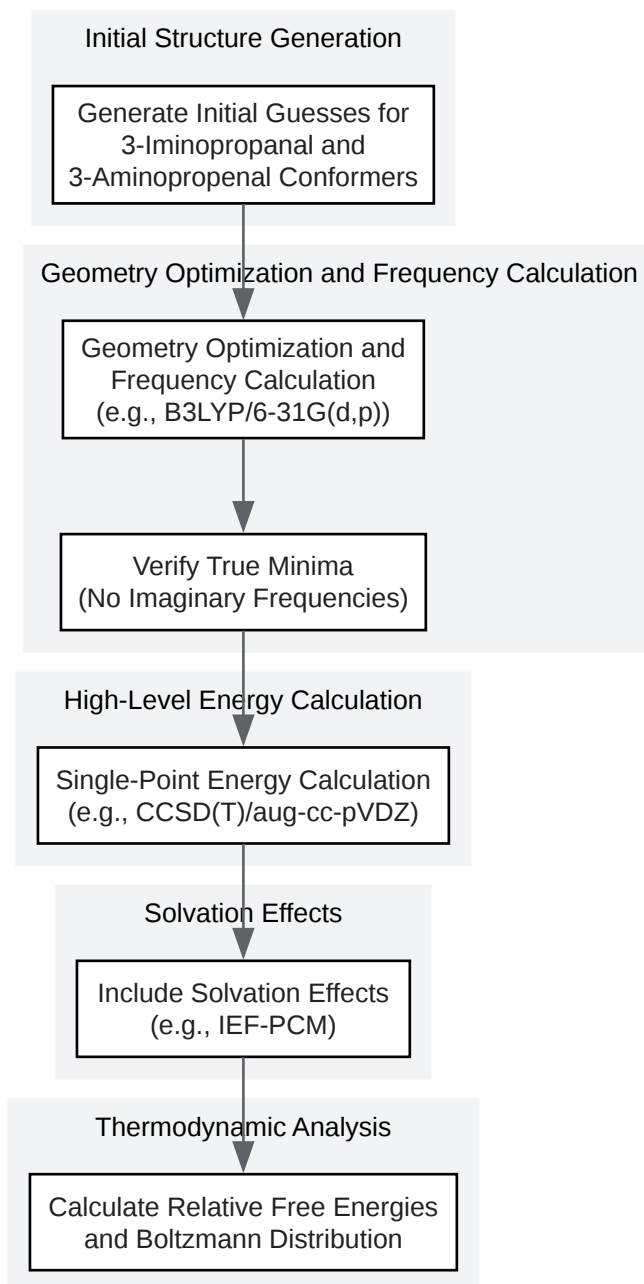 Initial Structure Generation
Generate Initial Guesses for
3-Iminopropanal and
3-Aminopropenal Conformers
Geometry Optimization and Frequency Calculation
Geometry Optimization and
Frequency Calculation
(e.g., B3LYP/6-31G(d,p))
Verify True Minima
(No Imaginary Frequencies)
High-Level Energy Calculation
Single-Point Energy Calculation
(e.g., CCSD(T)/aug-cc-pVDZ)
Solvation Effects
Include Solvation Effects
(e.g., IEF-PCM)
Thermodynamic Analysis
Calculate Relative Free Energies
and Boltzmann Distribution